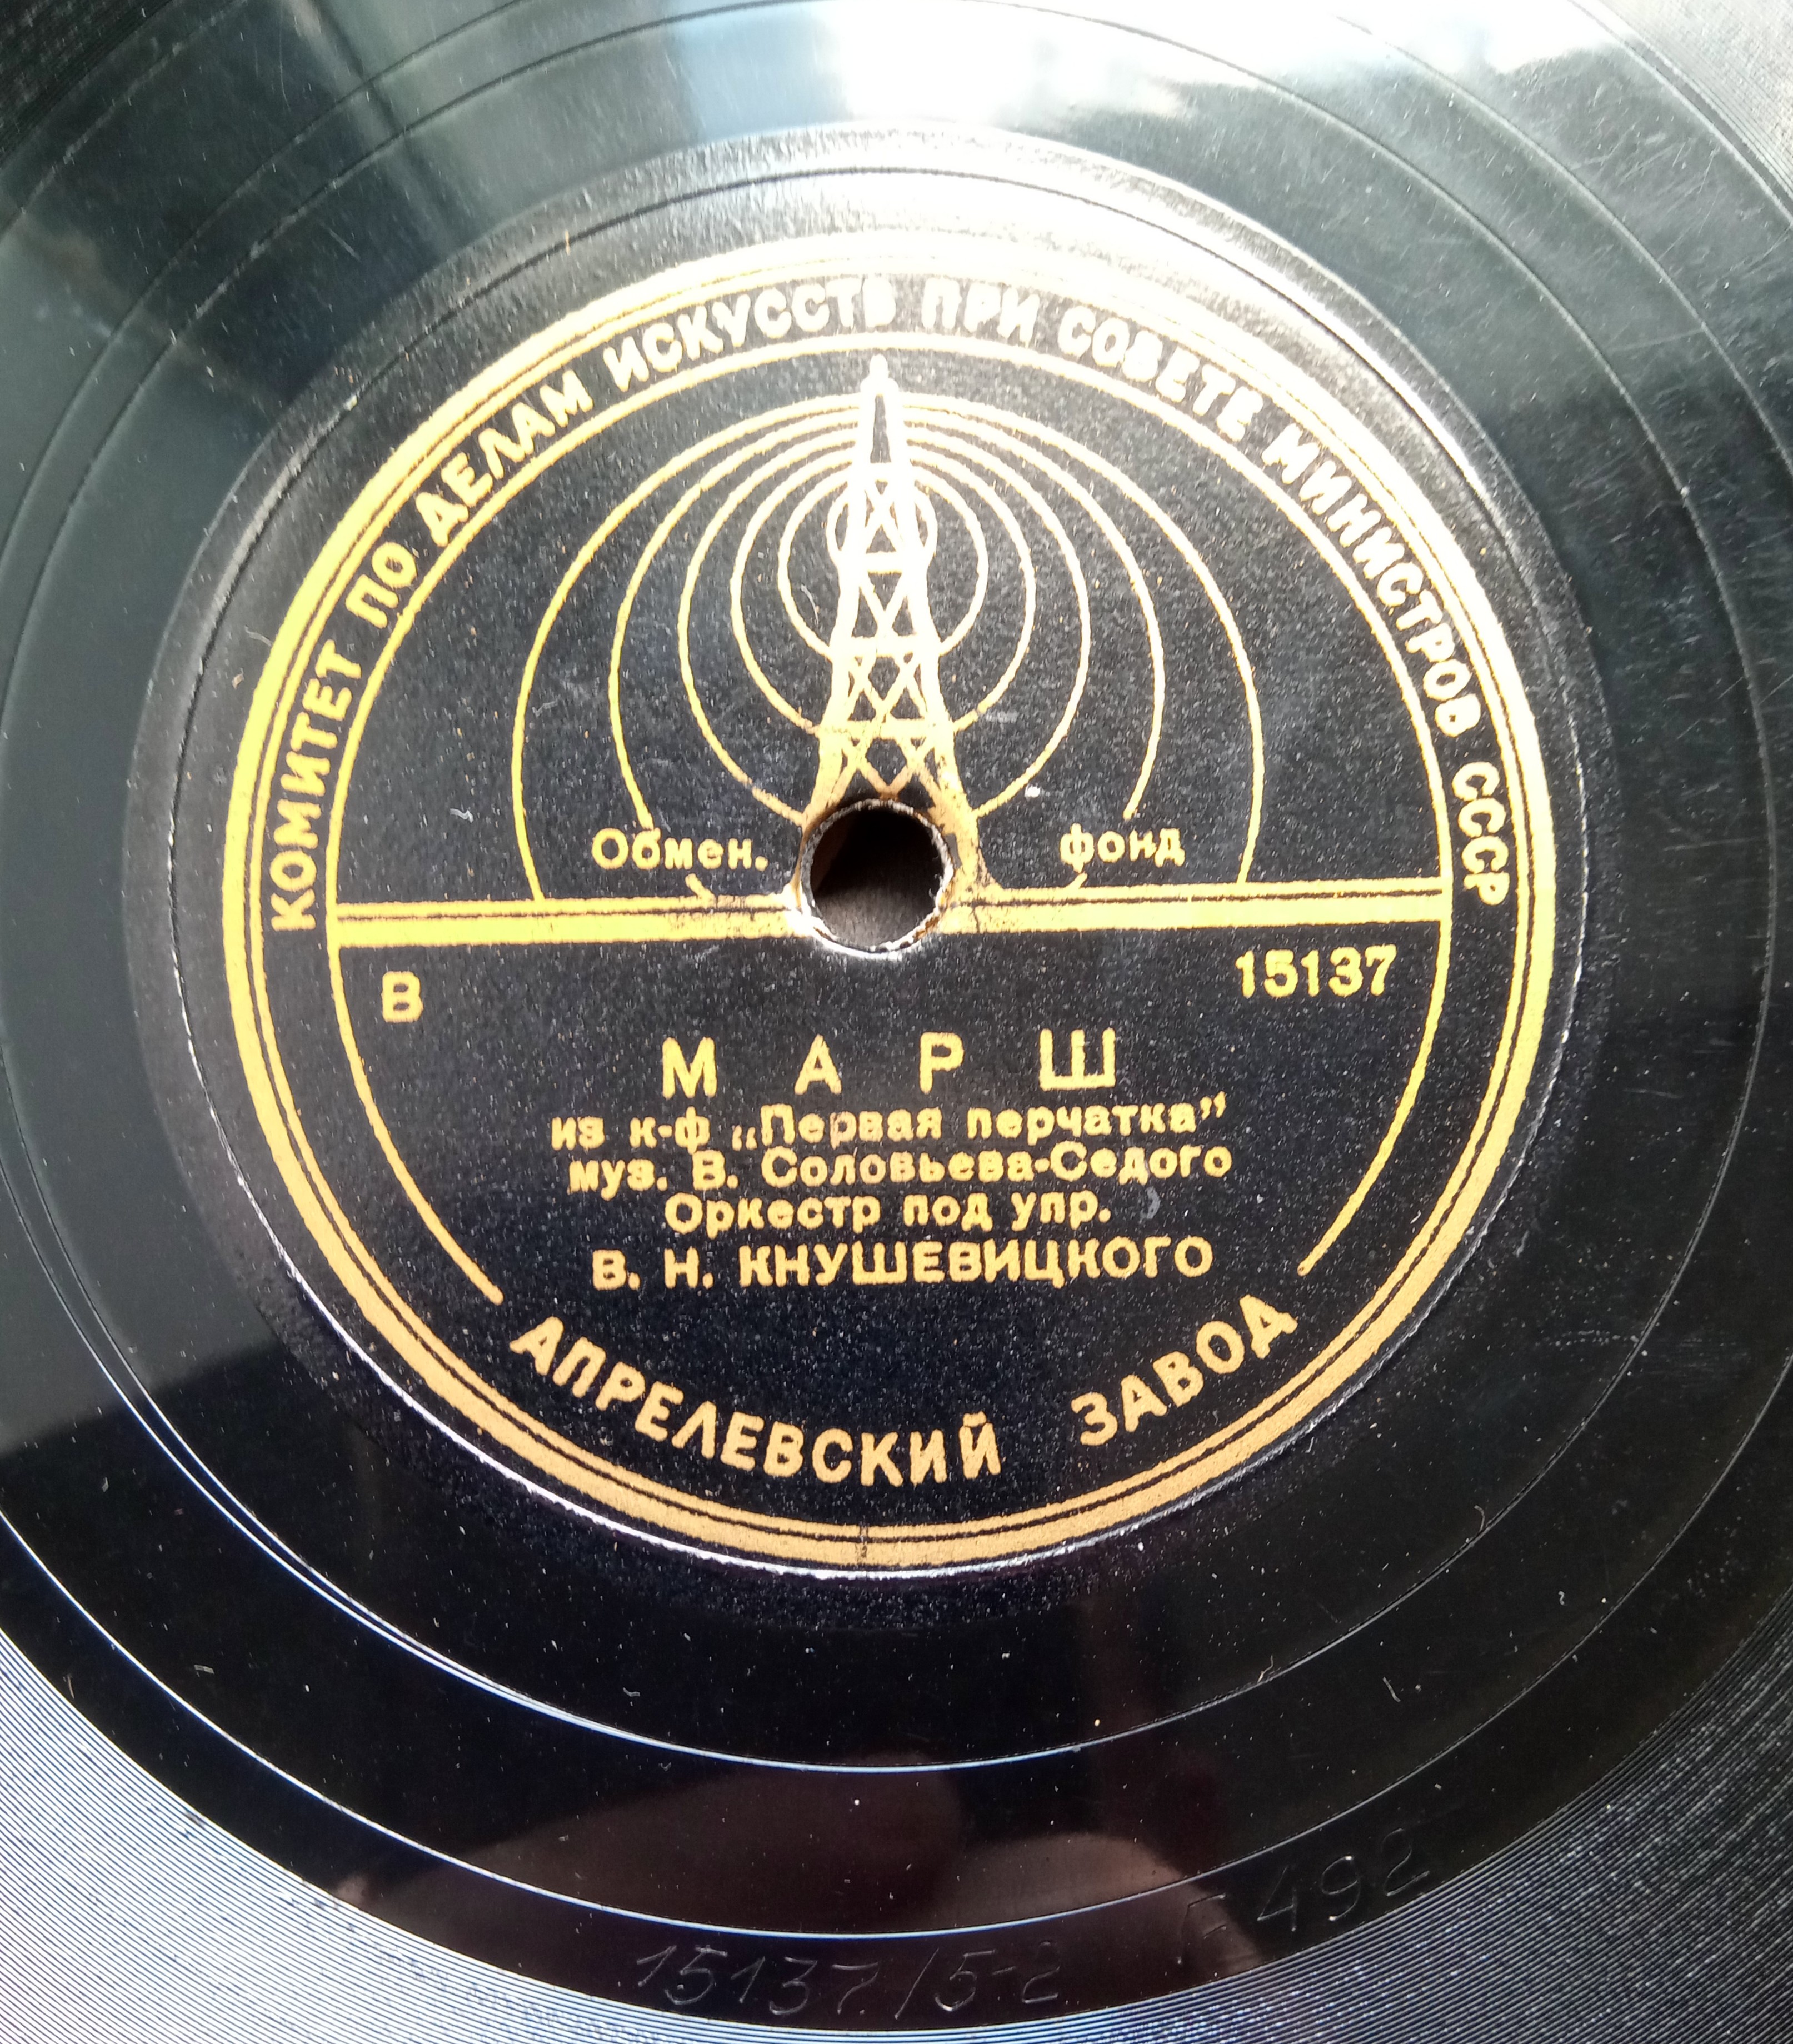 КОМИТЕТ ПО ДЕЛАМ ИСКУССТВ ПРИ СОВЕТЕ МИНИСТРОВ СССР
Обмен. фонд
В 15137
МАРШ
из к-ф „Первая перчатка”
муз. В. Соловьева-Седого
Оркестр под упр.
В. Н. КНУШЕВИЦКОГО
АПРЕЛЕВСКИЙ ЗАВОД
15137/5-2
492